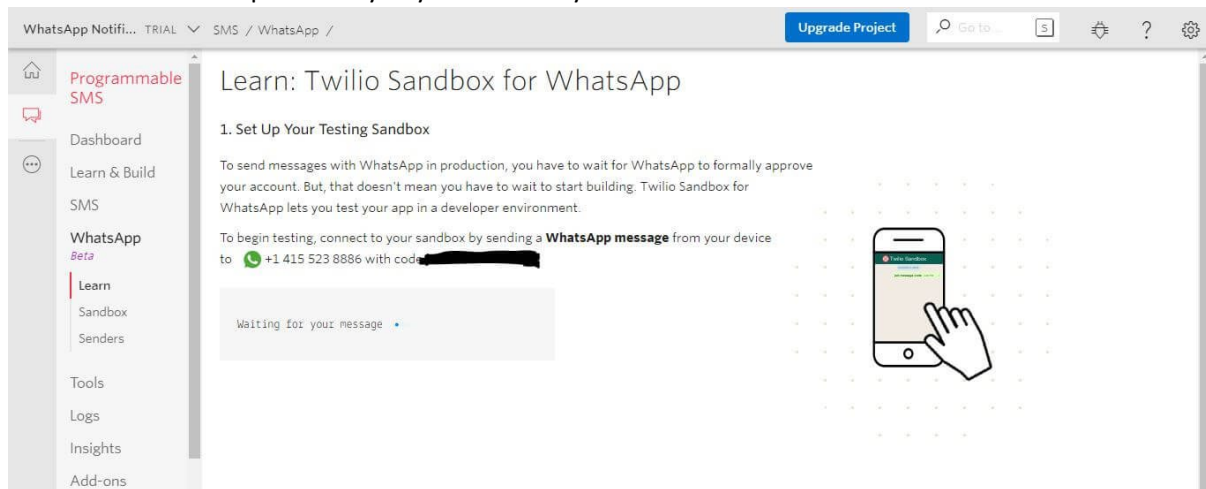 WhatsApp Notifi... TRIAL SMS / WhatsApp / Upgrade Project Go to... S ?
Programmable
SMS
Dashboard
Learn & Build
SMS
WhatsApp
Beta
Learn
Sandbox
Senders
Tools
Logs
Insights
Add-ons
Learn: Twilio Sandbox for WhatsApp
1. Set Up Your Testing Sandbox
To send messages with WhatsApp in production, you have to wait for WhatsApp to formally approve
your account. But, that doesn't mean you have to wait to start building. Twilio Sandbox for
WhatsApp lets you test your app in a developer environment.
To begin testing, connect to your sandbox by sending a WhatsApp message from your device
to +1 415 523 8886 with code
Waiting for your message
Twilio Sandbox